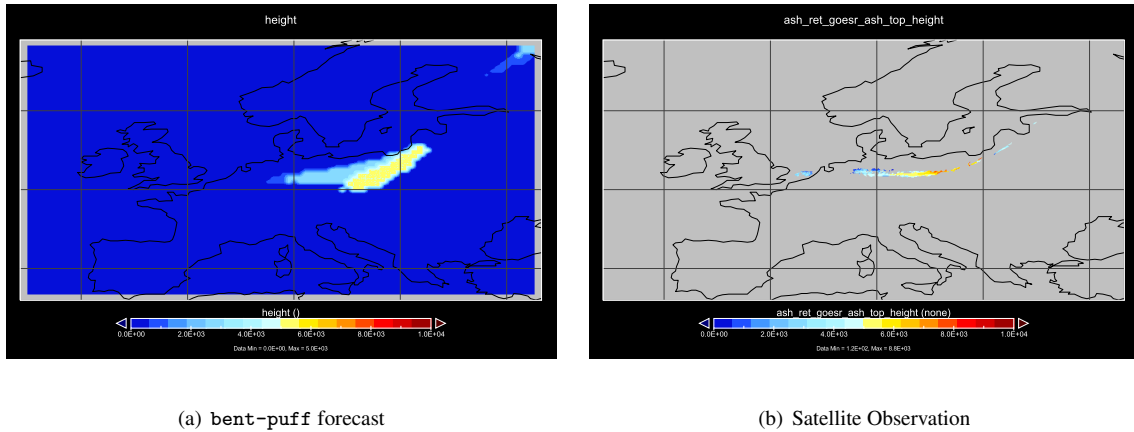 height
height ()
0.0E+00 2.0E+03 4.0E+03 6.0E+03 8.0E+03 1.0E+04
Data Min = 0.0E+00, Max = 5.0E+03
(a) bent-puff forecast
ash_ret_goesr_ash_top_height
ash_ret_goesr_ash_top_height (none)
0.0E+00 2.0E+03 4.0E+03 6.0E+03 8.0E+03 1.0E+04
Data Min = 1.2E+02, Max = 8.8E+03
(b) Satellite Observation